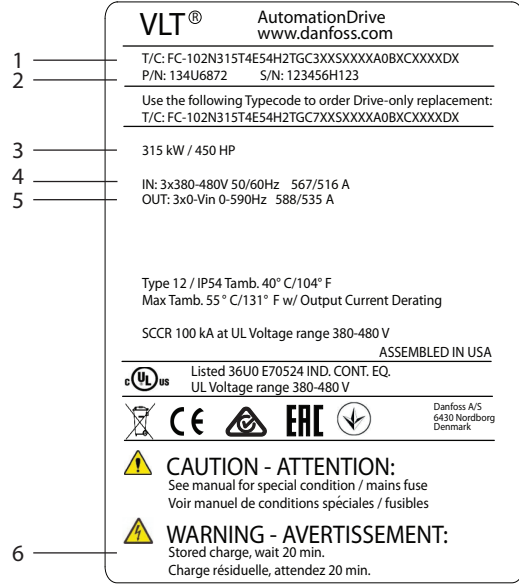 VLT® AutomationDrive
www.danfoss.com
1 T/C: FC-102N315T4E54H2TGC3XXSXXXXA0BXCXXXXDX
2 P/N: 134U6872 S/N: 123456H123
Use the following Typecode to order Drive-only replacement:
T/C: FC-102N315T4E54H2TGC7XXSXXXXA0BXCXXXXDX
3 315 kW / 450 HP
4 IN: 3x380-480V 50/60Hz 567/516 A
5 OUT: 3x0-Vin 0-590Hz 588/535 A
Type 12 / IP54 Tamb. 40° C/104° F
Max Tamb. 55° C/131° F w/ Output Current Derating
SCCR 100 kA at UL Voltage range 380-480 V
ASSEMBLED IN USA
c UL us Listed 36U0 E70524 IND. CONT. EQ.
UL Voltage range 380-480 V
CE EAC
Danfoss A/S
6430 Nordborg
Denmark
CAUTION - ATTENTION:
See manual for special condition / mains fuse
Voir manuel de conditions spéciales / fusibles
WARNING - AVERTISSEMENT:
6 Stored charge, wait 20 min.
Charge résiduelle, attendez 20 min.